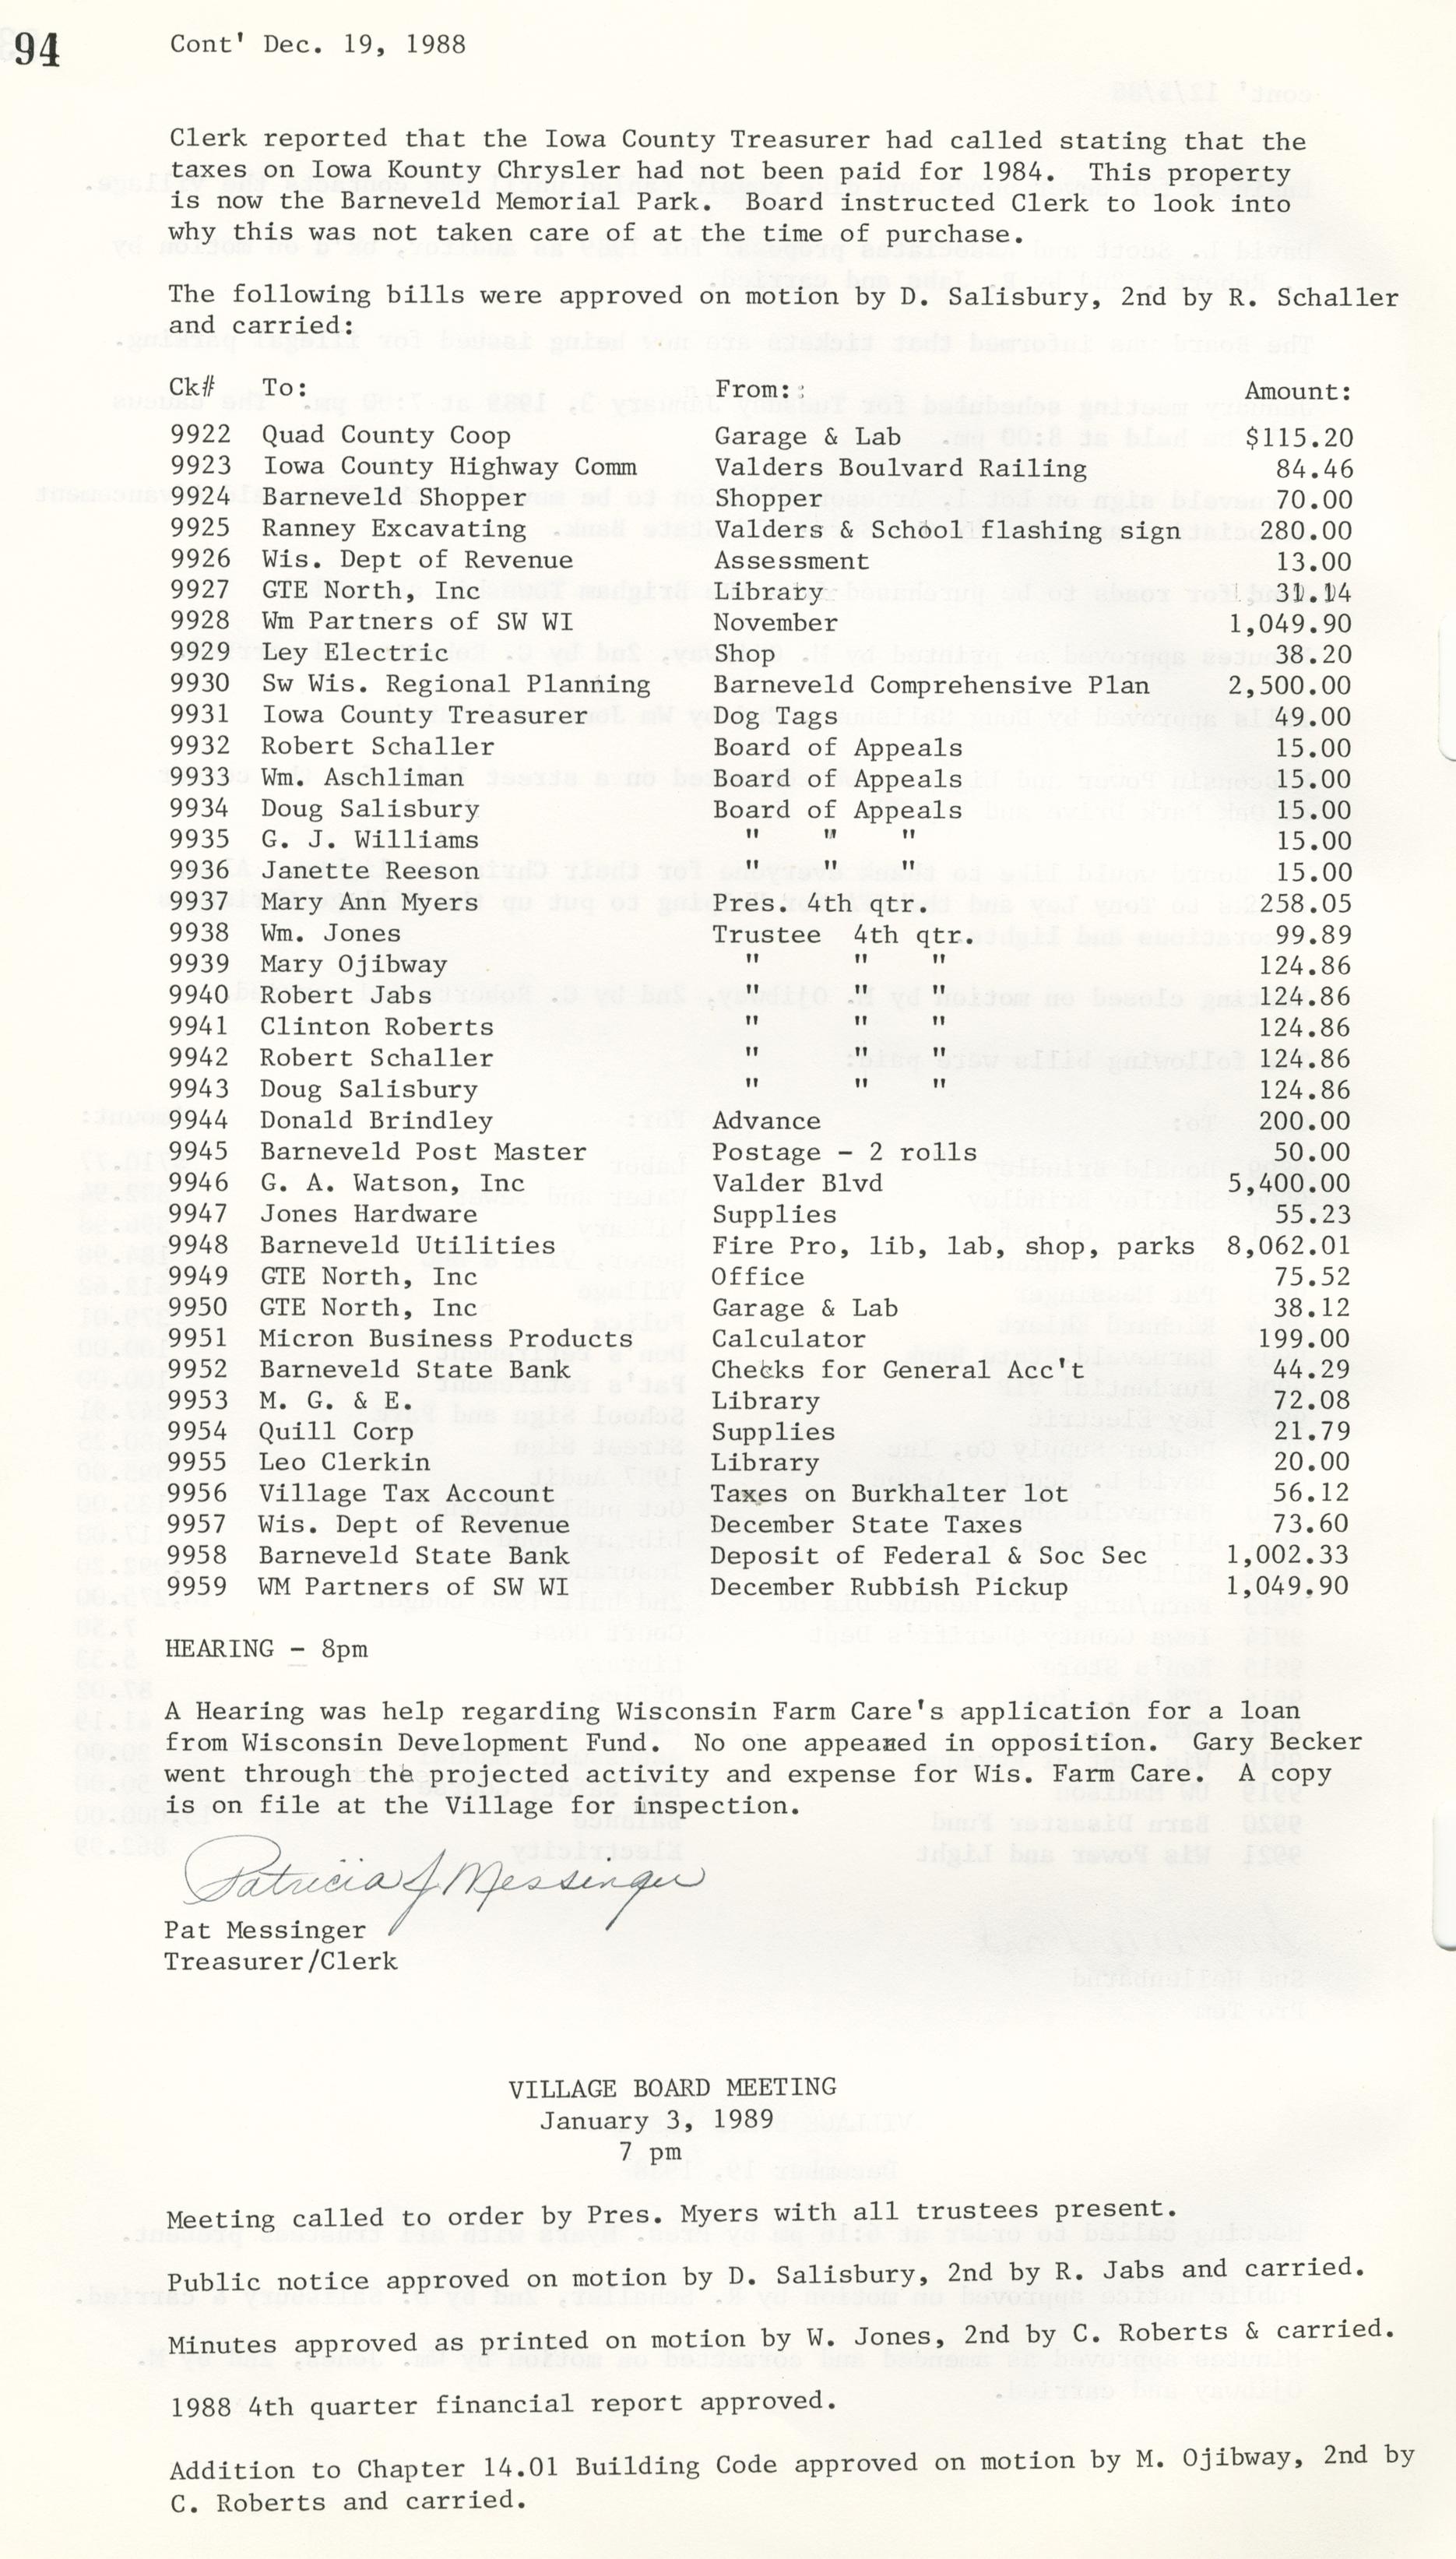 94
Cont' Dec. 19, 1988
Clerk reported that the Iowa County Treasurer had called stating that the
taxes on Iowa Kounty Chrysler had not been paid for 1984. This property
is now the Barneveld Memorial Park. Board instructed Clerk to look into
why this was not taken care of at the time of purchase.
The following bills were approved on motion by D. Salisbury, 2nd by R. Schaller
and carried:
Ck# To: From: Amount:
9922 Quad County Coop Garage & Lab $115.20
9923 Iowa County Highway Comm Valders Boulvard Railing 84.46
9924 Barneveld Shopper Shopper 70.00
9925 Ranney Excavating Valders & School flashing sign 280.00
9926 Wis. Dept of Revenue Assessment 13.00
9927 GTE North, Inc Library
9928 Wm Partners of SW WI November 1,049.90
9929 Ley Electric Shop 38.20
9930 Sw Wis. Regional Planning Barneveld Comprehensive Plan 2,500.00
9931 Iowa County Treasurer Dog Tags 49.00
9932 Robert Schaller Board of Appeals 15.00
9933 Wm. Aschliman Board of Appeals 15.00
9934 Doug Salisbury Board of Appeals 15.00
9935 G. J. Williams " " " 15.00
9936 Janette Reeson " " " 15.00
9937 Mary Ann Myers Pres. 4th qtr. 258.05
9938 Wm. Jones Trustee 4th qtr. 99.89
9939 Mary Ojibway " " " 124.86
9940 Robert Jabs " " " 124.86
9941 Clinton Roberts " " " 124.86
9942 Robert Schaller " " " 124.86
9943 Doug Salisbury " " " 124.86
9944 Donald Brindley Advance 200.00
9945 Barneveld Post Master Postage - 2 rolls 50.00
9946 G. A. Watson, Inc Valder Blvd 5,400.00
9947 Jones Hardware Supplies 55.23
9948 Barneveld Utilities Fire Pro, lib, lab, shop, parks 8,062.01
9949 GTE North, Inc Office 75.52
9950 GTE North, Inc Garage & Lab 38.12
9951 Micron Business Products Calculator 199.00
9952 Barneveld State Bank Checks for General Acc't 44.29
9953 M. G. & E. Library 72.08
9954 Quill Corp Supplies 21.79
9955 Leo Clerkin Library 20.00
9956 Village Tax Account Taxes on Burkhalter lot 56.12
9957 Wis. Dept of Revenue December State Taxes 73.60
9958 Barneveld State Bank Deposit of Federal & Soc Sec 1,002.33
9959 WM Partners of SW WI December Rubbish Pickup 1,049.90
HEARING - 8pm
A Hearing was help regarding Wisconsin Farm Care's application for a loan
from Wisconsin Development Fund. No one appeared in opposition. Gary Becker
went through the projected activity and expense for Wis. Farm Care. A copy
is on file at the Village for inspection.
Patricia J Messinger
Pat Messinger
Treasurer/Clerk
VILLAGE BOARD MEETING
January 3, 1989
7 pm
Meeting called to order by Pres. Myers with all trustees present.
Public notice approved on motion by D. Salisbury, 2nd by R. Jabs and carried.
Minutes approved as printed on motion by W. Jones, 2nd by C. Roberts & carried.
1988 4th quarter financial report approved.
Addition to Chapter 14.01 Building Code approved on motion by M. Ojibway, 2nd by
C. Roberts and carried.